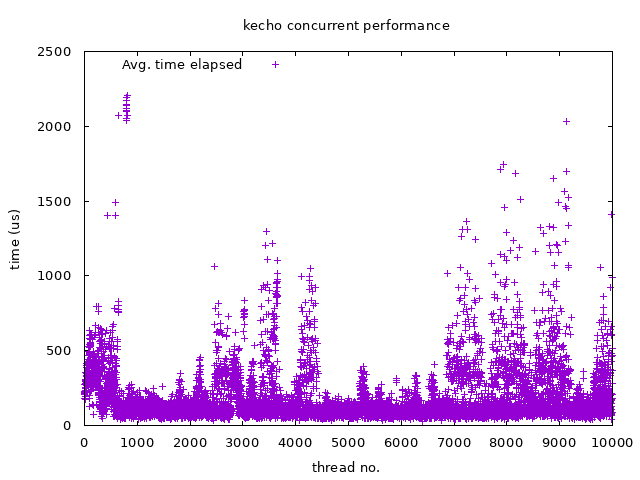 kecho concurrent performance
2500
Avg. time elapsed
2000
1500
1000
500
0
time (us)
0 1000 2000 3000 4000 5000 6000 7000 8000 9000 10000
thread no.